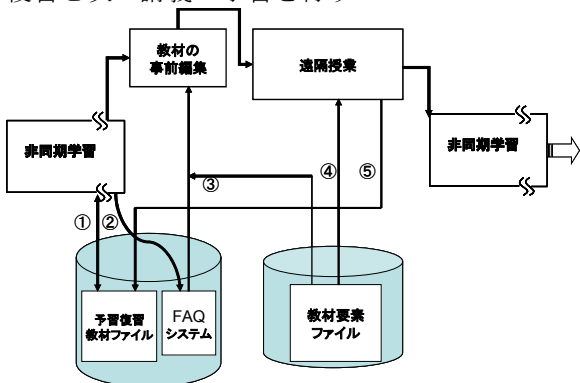 教材の
事前編集
遠隔授業
非同期学習
非同期学習
④
⑤
③
①
②
予習復習
教材ファイル
FAQ
システム
教材要素
ファイル